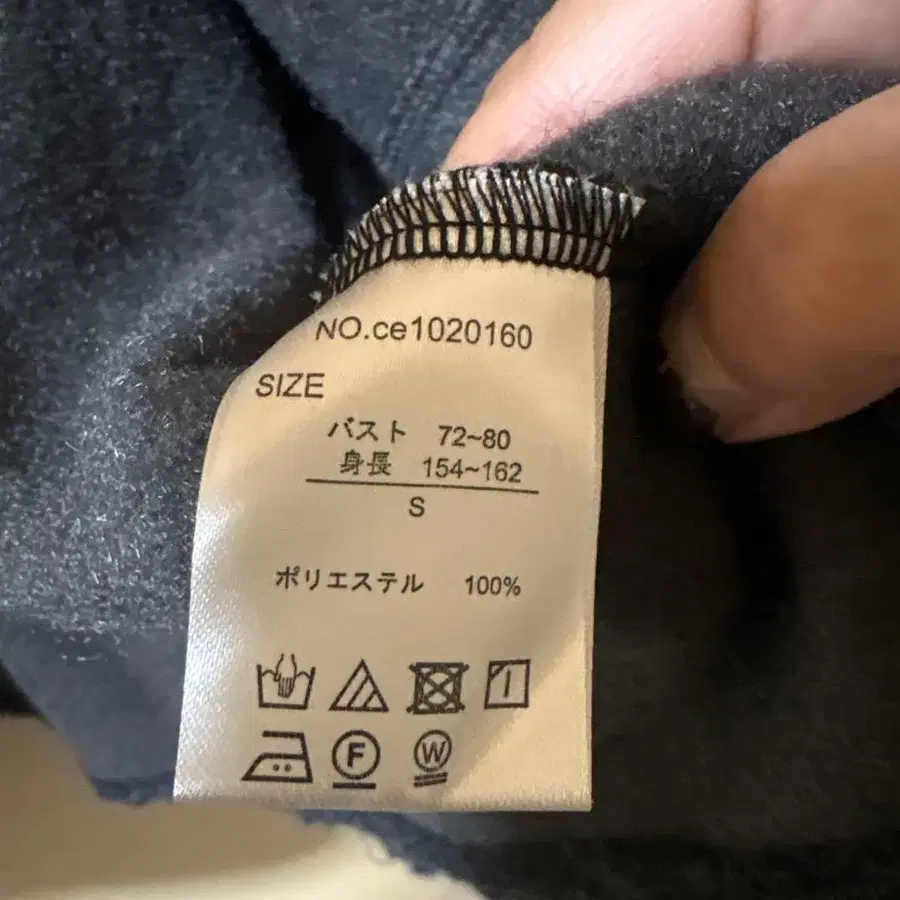 NO.ce1020160
SIZE
バスト 72~80
身長 154~162
S
ポリエステル 100%
F W